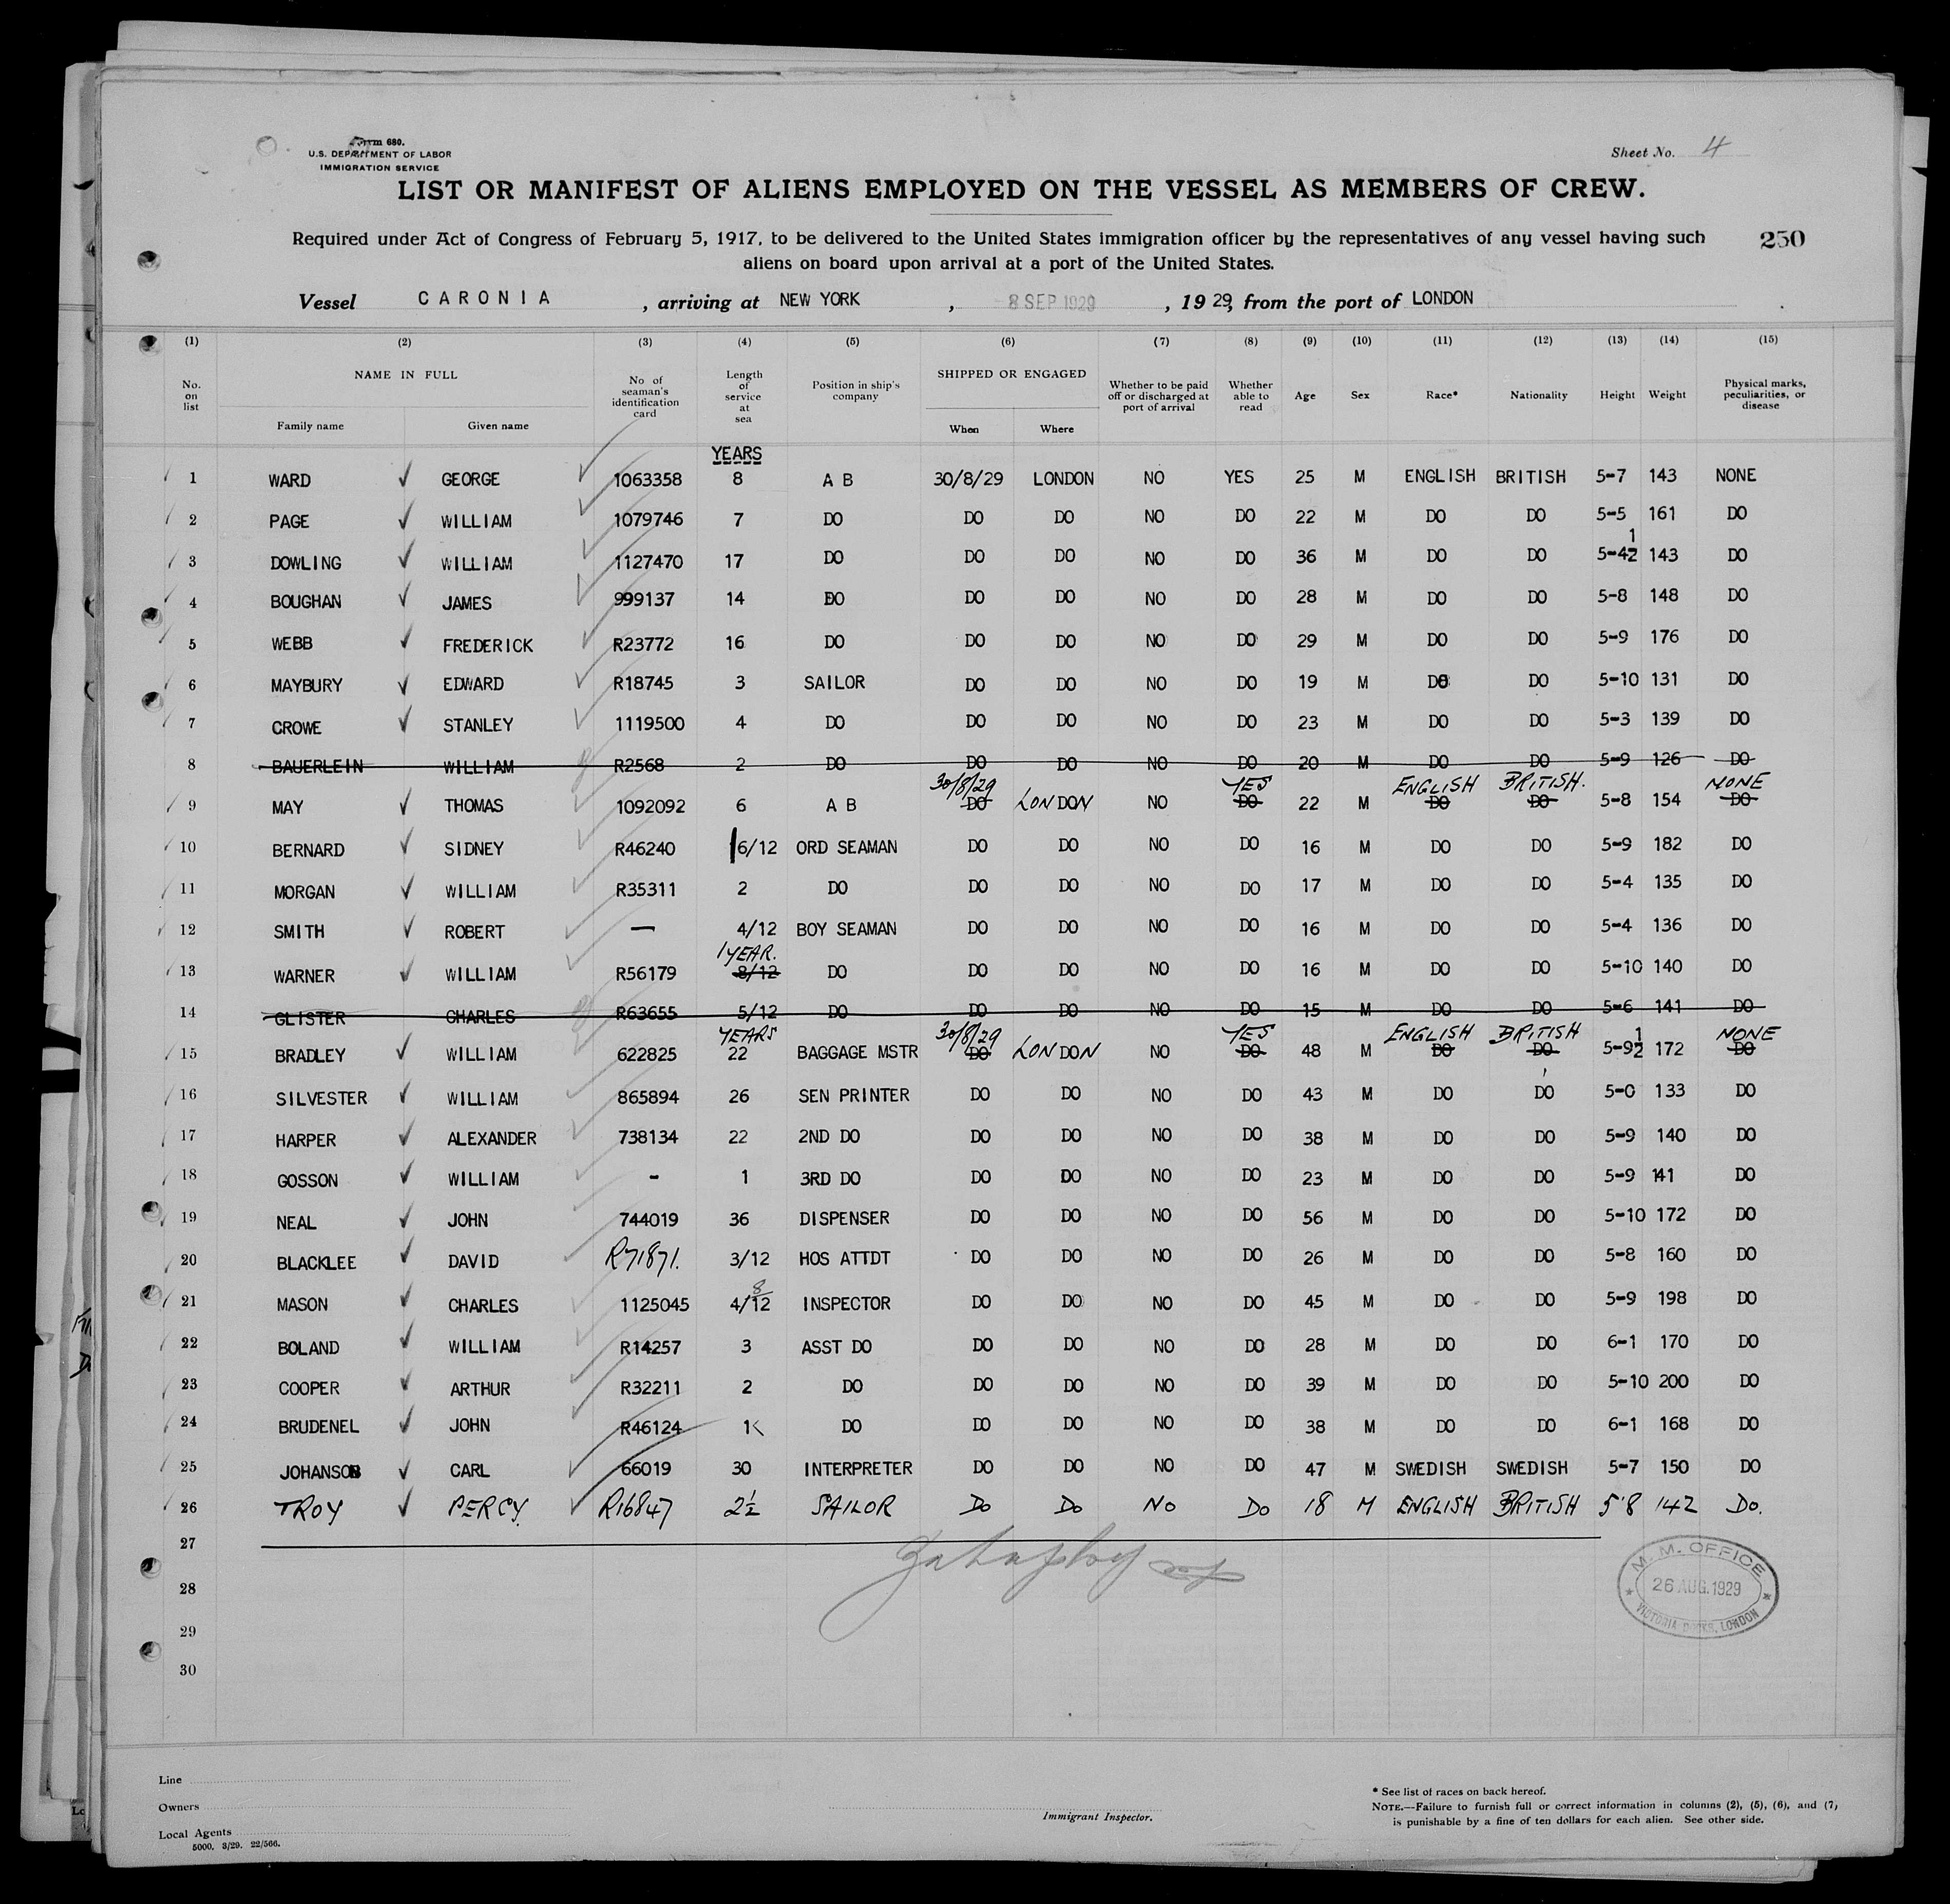 Form 680.
U.S. DEPARTMENT OF LABOR
IMMIGRATION SERVICE
Sheet No. 4
LIST OR MANIFEST OF ALIENS EMPLOYED ON THE VESSEL AS MEMBERS OF CREW.
Required under Act of Congress of February 5, 1917, to be delivered to the United States immigration officer by the representatives of any vessel having such
aliens on board upon arrival at a port of the United States.
250
Vessel CARONIA, arriving at NEW YORK, 8 SEP 1929, 1929, from the port of LONDON
(1) (2) (3) (4) (5) (6) (7) (8) (9) (10) (11) (12) (13) (14) (15)
No. on list NAME IN FULL Family name Given name No of seaman's identification card Length of service at sea Position in ship's company SHIPPED OR ENGAGED When Where Whether to be paid off or discharged at port of arrival Whether able to read Age Sex Race* Nationality Height Weight Physical marks, peculiarities, or disease
YEARS
1 WARD GEORGE 1063358 8 A B 30/8/29 LONDON NO YES 25 M ENGLISH BRITISH 5-7 143 NONE
2 PAGE WILLIAM 1079746 7 DO DO DO NO DO 22 M DO DO 5-5 161 DO
3 DOWLING WILLIAM 1127470 17 DO DO DO NO DO 36 M DO DO 5-4½ 143 DO
4 BOUGHAN JAMES 999137 14 DO DO DO NO DO 28 M DO DO 5-8 148 DO
5 WEBB FREDERICK R23772 16 DO DO DO NO DO 29 M DO DO 5-9 176 DO
6 MAYBURY EDWARD R18745 3 SAILOR DO DO NO DO 19 M DO DO 5-10 131 DO
7 CROWE STANLEY 1119500 4 DO DO DO NO DO 23 M DO DO 5-3 139 DO
8 BAUERLEIN WILLIAM R2568 2 DO DO DO NO DO 20 M DO DO 5-9 126 DO
30/8/29 YES ENGLISH BRITISH. NONE
9 MAY THOMAS 1092092 6 A B DO LONDON NO DO 22 M DO DO 5-8 154 DO
10 BERNARD SIDNEY R46240 6/12 ORD SEAMAN DO DO NO DO 16 M DO DO 5-9 182 DO
11 MORGAN WILLIAM R35311 2 DO DO DO NO DO 17 M DO DO 5-4 135 DO
12 SMITH ROBERT — 4/12 BOY SEAMAN DO DO NO DO 16 M DO DO 5-4 136 DO
1 YEAR.
13 WARNER WILLIAM R56179 8/12 DO DO DO NO DO 16 M DO DO 5-10 140 DO
14 GLISTER CHARLES R63655 5/12 DO DO DO NO DO 15 M DO DO 5-6 141 DO
YEARS 30/8/29 YES ENGLISH BRITISH NONE
15 BRADLEY WILLIAM 622825 22 BAGGAGE MSTR DO LONDON NO DO 48 M DO DO 5-9½ 172 DO
16 SILVESTER WILLIAM 865894 26 SEN PRINTER DO DO NO DO 43 M DO DO 5-0 133 DO
17 HARPER ALEXANDER 738134 22 2ND DO DO DO NO DO 38 M DO DO 5-9 140 DO
18 GOSSON WILLIAM - 1 3RD DO DO DO NO DO 23 M DO DO 5-9 141 DO
19 NEAL JOHN 744019 36 DISPENSER DO DO NO DO 56 M DO DO 5-10 172 DO
20 BLACKLEE DAVID R71871. 3/12 HOS ATTDT DO DO NO DO 26 M DO DO 5-8 160 DO
8
21 MASON CHARLES 1125045 4/12 INSPECTOR DO DO NO DO 45 M DO DO 5-9 198 DO
22 BOLAND WILLIAM R14257 3 ASST DO DO DO NO DO 28 M DO DO 6-1 170 DO
23 COOPER ARTHUR R32211 2 DO DO DO NO DO 39 M DO DO 5-10 200 DO
24 BRUDENEL JOHN R46124 1 DO DO DO NO DO 38 M DO DO 6-1 168 DO
25 JOHANSON CARL 66019 30 INTERPRETER DO DO NO DO 47 M SWEDISH SWEDISH 5-7 150 DO
26 TROY PERCY. R16847 2½ SAILOR Do Do No Do 18 M ENGLISH BRITISH 5'8 142 Do.
27
28
29
30
M. M. OFFICE
26 AUG. 1929
VICTORIA DOCKS, LONDON
Line
Owners
Local Agents
5000. 3/29. 22/566.
Immigrant Inspector.
* See list of races on back hereof.
NOTE.—Failure to furnish full or correct information in columns (2), (5), (6), and (7),
is punishable by a fine of ten dollars for each alien. See other side.